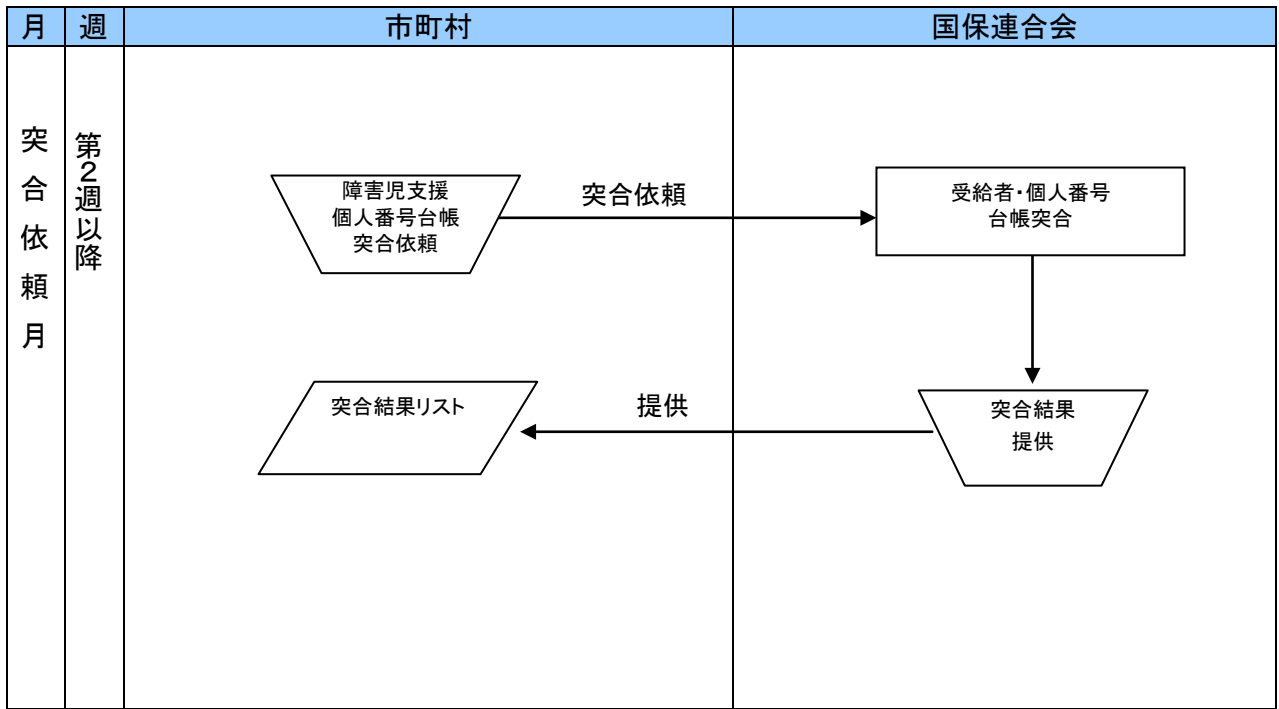 月
週
市町村
国保連合会
突合依頼月
第2週以降
障害児支援
個人番号台帳
突合依頼
突合依頼
受給者・個人番号
台帳突合
突合結果リスト
提供
突合結果
提供